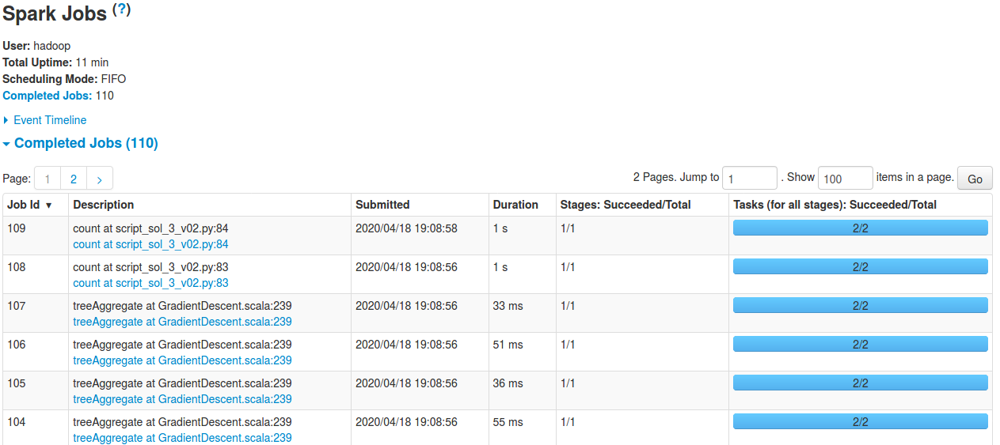 Spark Jobs (?)
User: hadoop
Total Uptime: 11 min
Scheduling Mode: FIFO
Completed Jobs: 110
Event Timeline
Completed Jobs (110)
Page: 1 2 > 2 Pages. Jump to 1 . Show 100 items in a page. Go
Job Id ▼ Description Submitted Duration Stages: Succeeded/Total Tasks (for all stages): Succeeded/Total
109 count at script_sol_3_v02.py:84 2020/04/18 19:08:58 1 s 1/1 2/2
count at script_sol_3_v02.py:84
108 count at script_sol_3_v02.py:83 2020/04/18 19:08:56 1 s 1/1 2/2
count at script_sol_3_v02.py:83
107 treeAggregate at GradientDescent.scala:239 2020/04/18 19:08:56 33 ms 1/1 2/2
treeAggregate at GradientDescent.scala:239
106 treeAggregate at GradientDescent.scala:239 2020/04/18 19:08:56 51 ms 1/1 2/2
treeAggregate at GradientDescent.scala:239
105 treeAggregate at GradientDescent.scala:239 2020/04/18 19:08:56 36 ms 1/1 2/2
treeAggregate at GradientDescent.scala:239
104 treeAggregate at GradientDescent.scala:239 2020/04/18 19:08:56 55 ms 1/1 2/2
treeAggregate at GradientDescent.scala:239